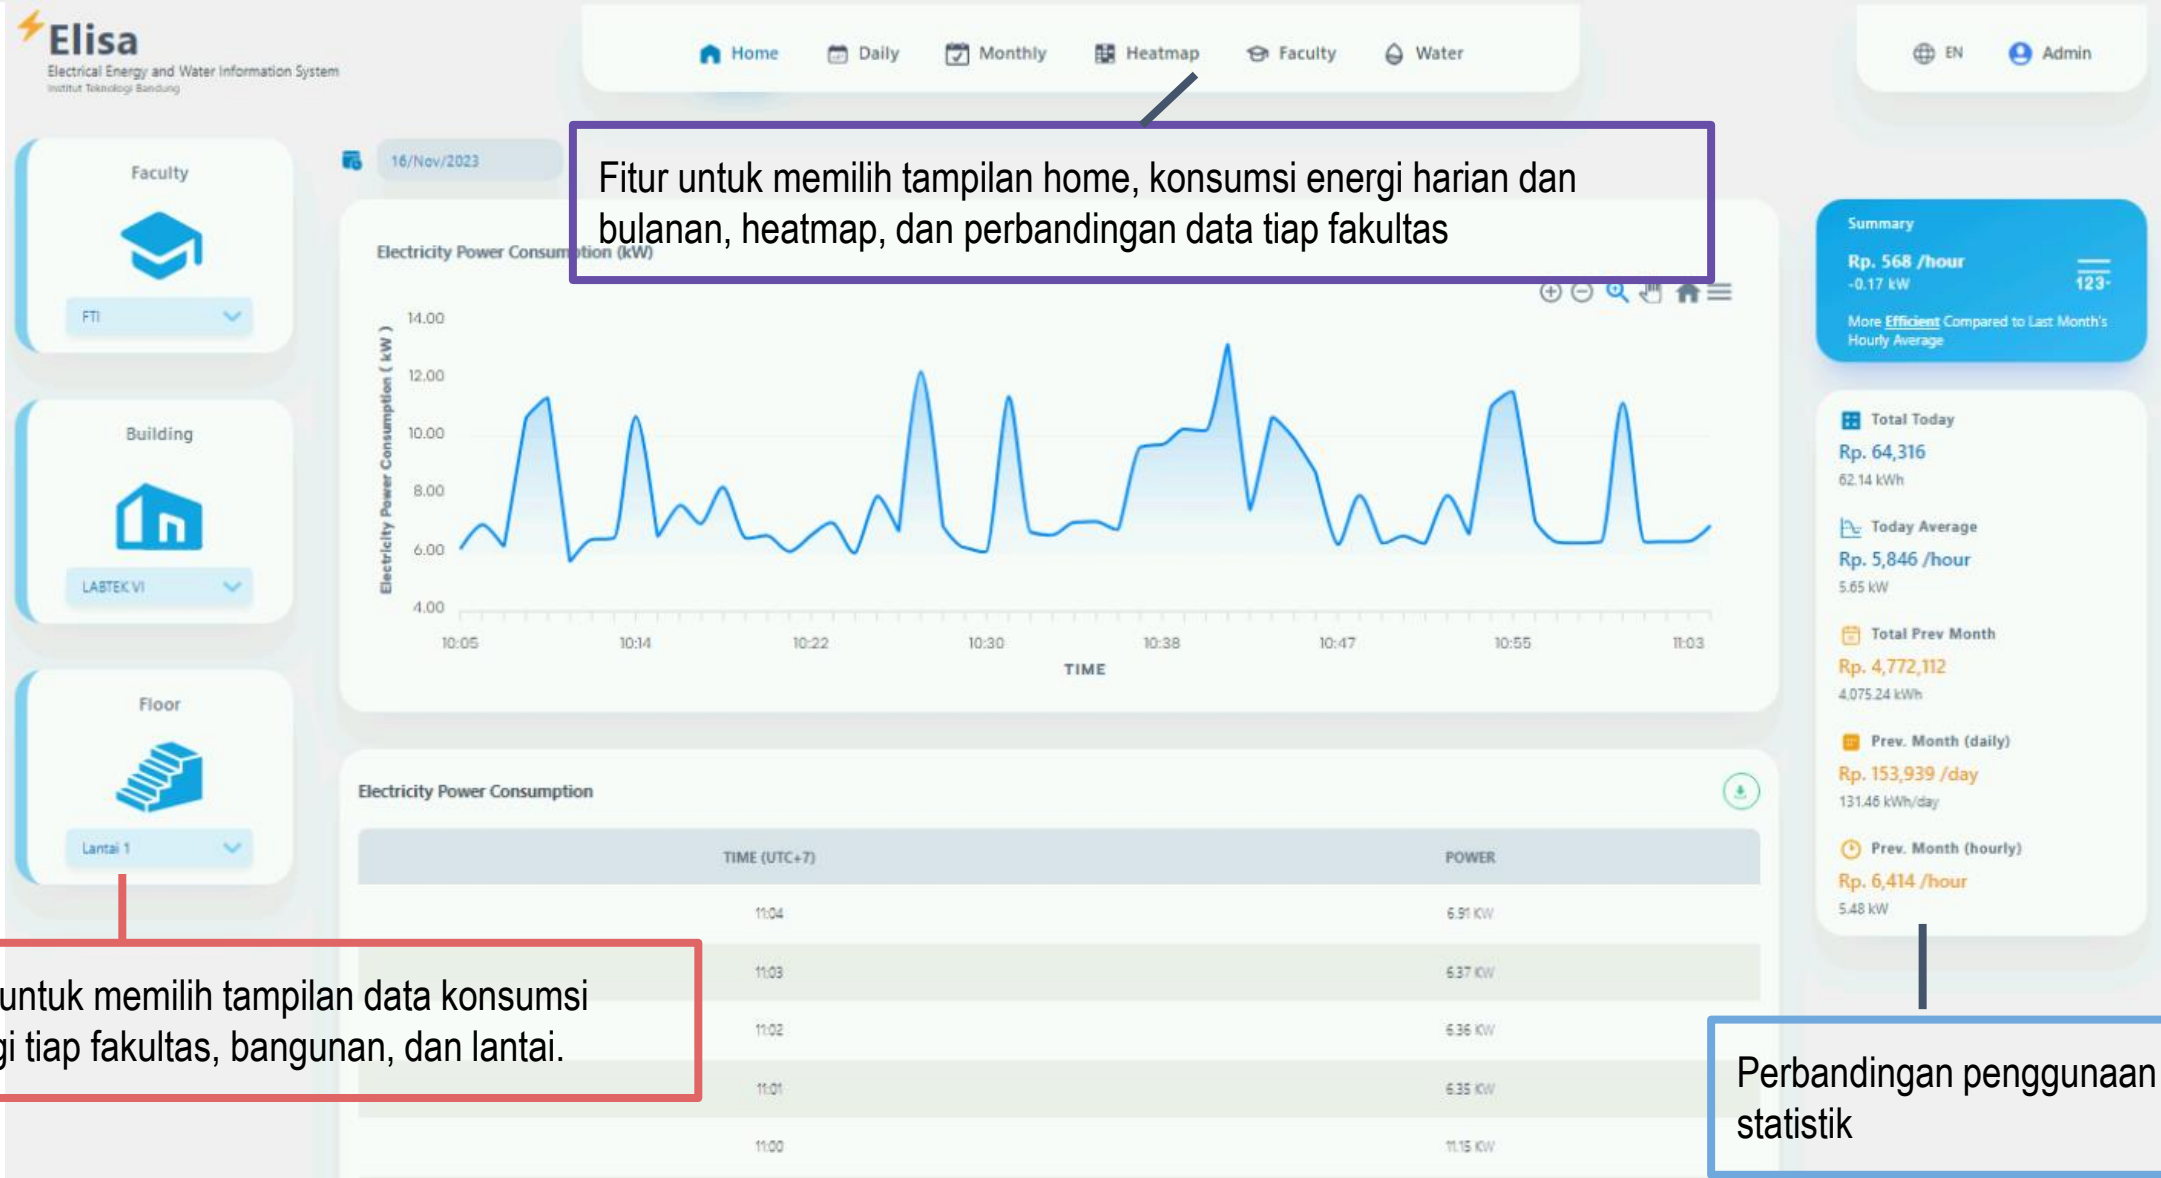 Elisa
Electrical Energy and Water Information System
Institut Teknologi Bandung
Home Daily Monthly Heatmap Faculty Water
EN Admin
Faculty
FTI
Building
LABTEK VI
Floor
Lantai 1
16/Nov/2023
Fitur untuk memilih tampilan home, konsumsi energi harian dan
bulanan, heatmap, dan perbandingan data tiap fakultas
Electricity Power Consumption (kW)
Electricity Power Consumption ( kW )
14.00
12.00
10.00
8.00
6.00
4.00
10:05 10:14 10:22 10:30 10:38 10:47 10:55 11:03
TIME
Electricity Power Consumption
TIME (UTC+7) POWER
11:04 6.91 KW
11:03 6.37 KW
11:02 6.36 KW
11:01 6.35 KW
11:00 11.15 KW
untuk memilih tampilan data konsumsi
gi tiap fakultas, bangunan, dan lantai.
Summary
Rp. 568 /hour
-0.17 kW
123-
More Efficient Compared to Last Month's
Hourly Average
Total Today
Rp. 64,316
62.14 kWh
Today Average
Rp. 5,846 /hour
5.65 kW
Total Prev Month
Rp. 4,772,112
4,075.24 kWh
Prev. Month (daily)
Rp. 153,939 /day
131.46 kWh/day
Prev. Month (hourly)
Rp. 6,414 /hour
5.48 kW
Perbandingan penggunaan
statistik